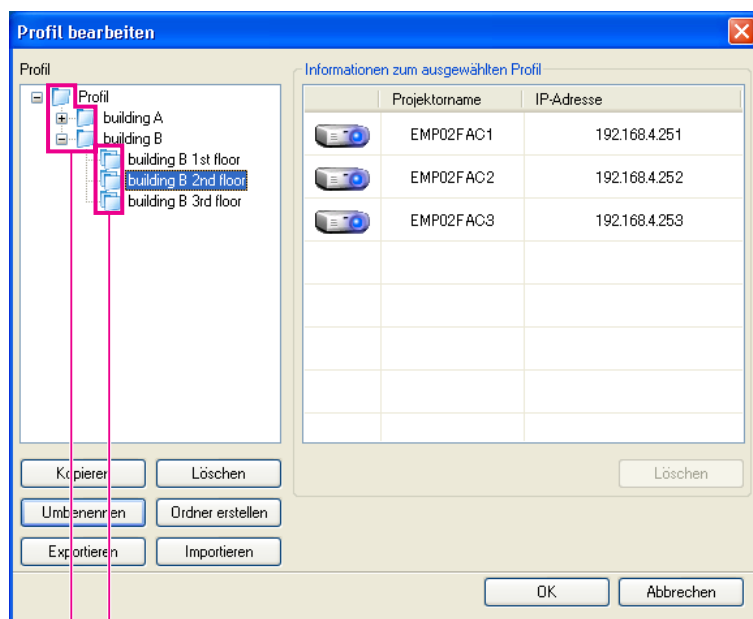 Profil bearbeiten
Profil
Profil
building A
building B
building B 1st floor
building B 2nd floor
building B 3rd floor
Kopieren
Löschen
Umbenennen
Ordner erstellen
Exportieren
Importieren
Informationen zum ausgewählten Profil
Projektorname IP-Adresse
EMP02FAC1 192.168.4.251
EMP02FAC2 192.168.4.252
EMP02FAC3 192.168.4.253
Löschen
OK
Abbrechen